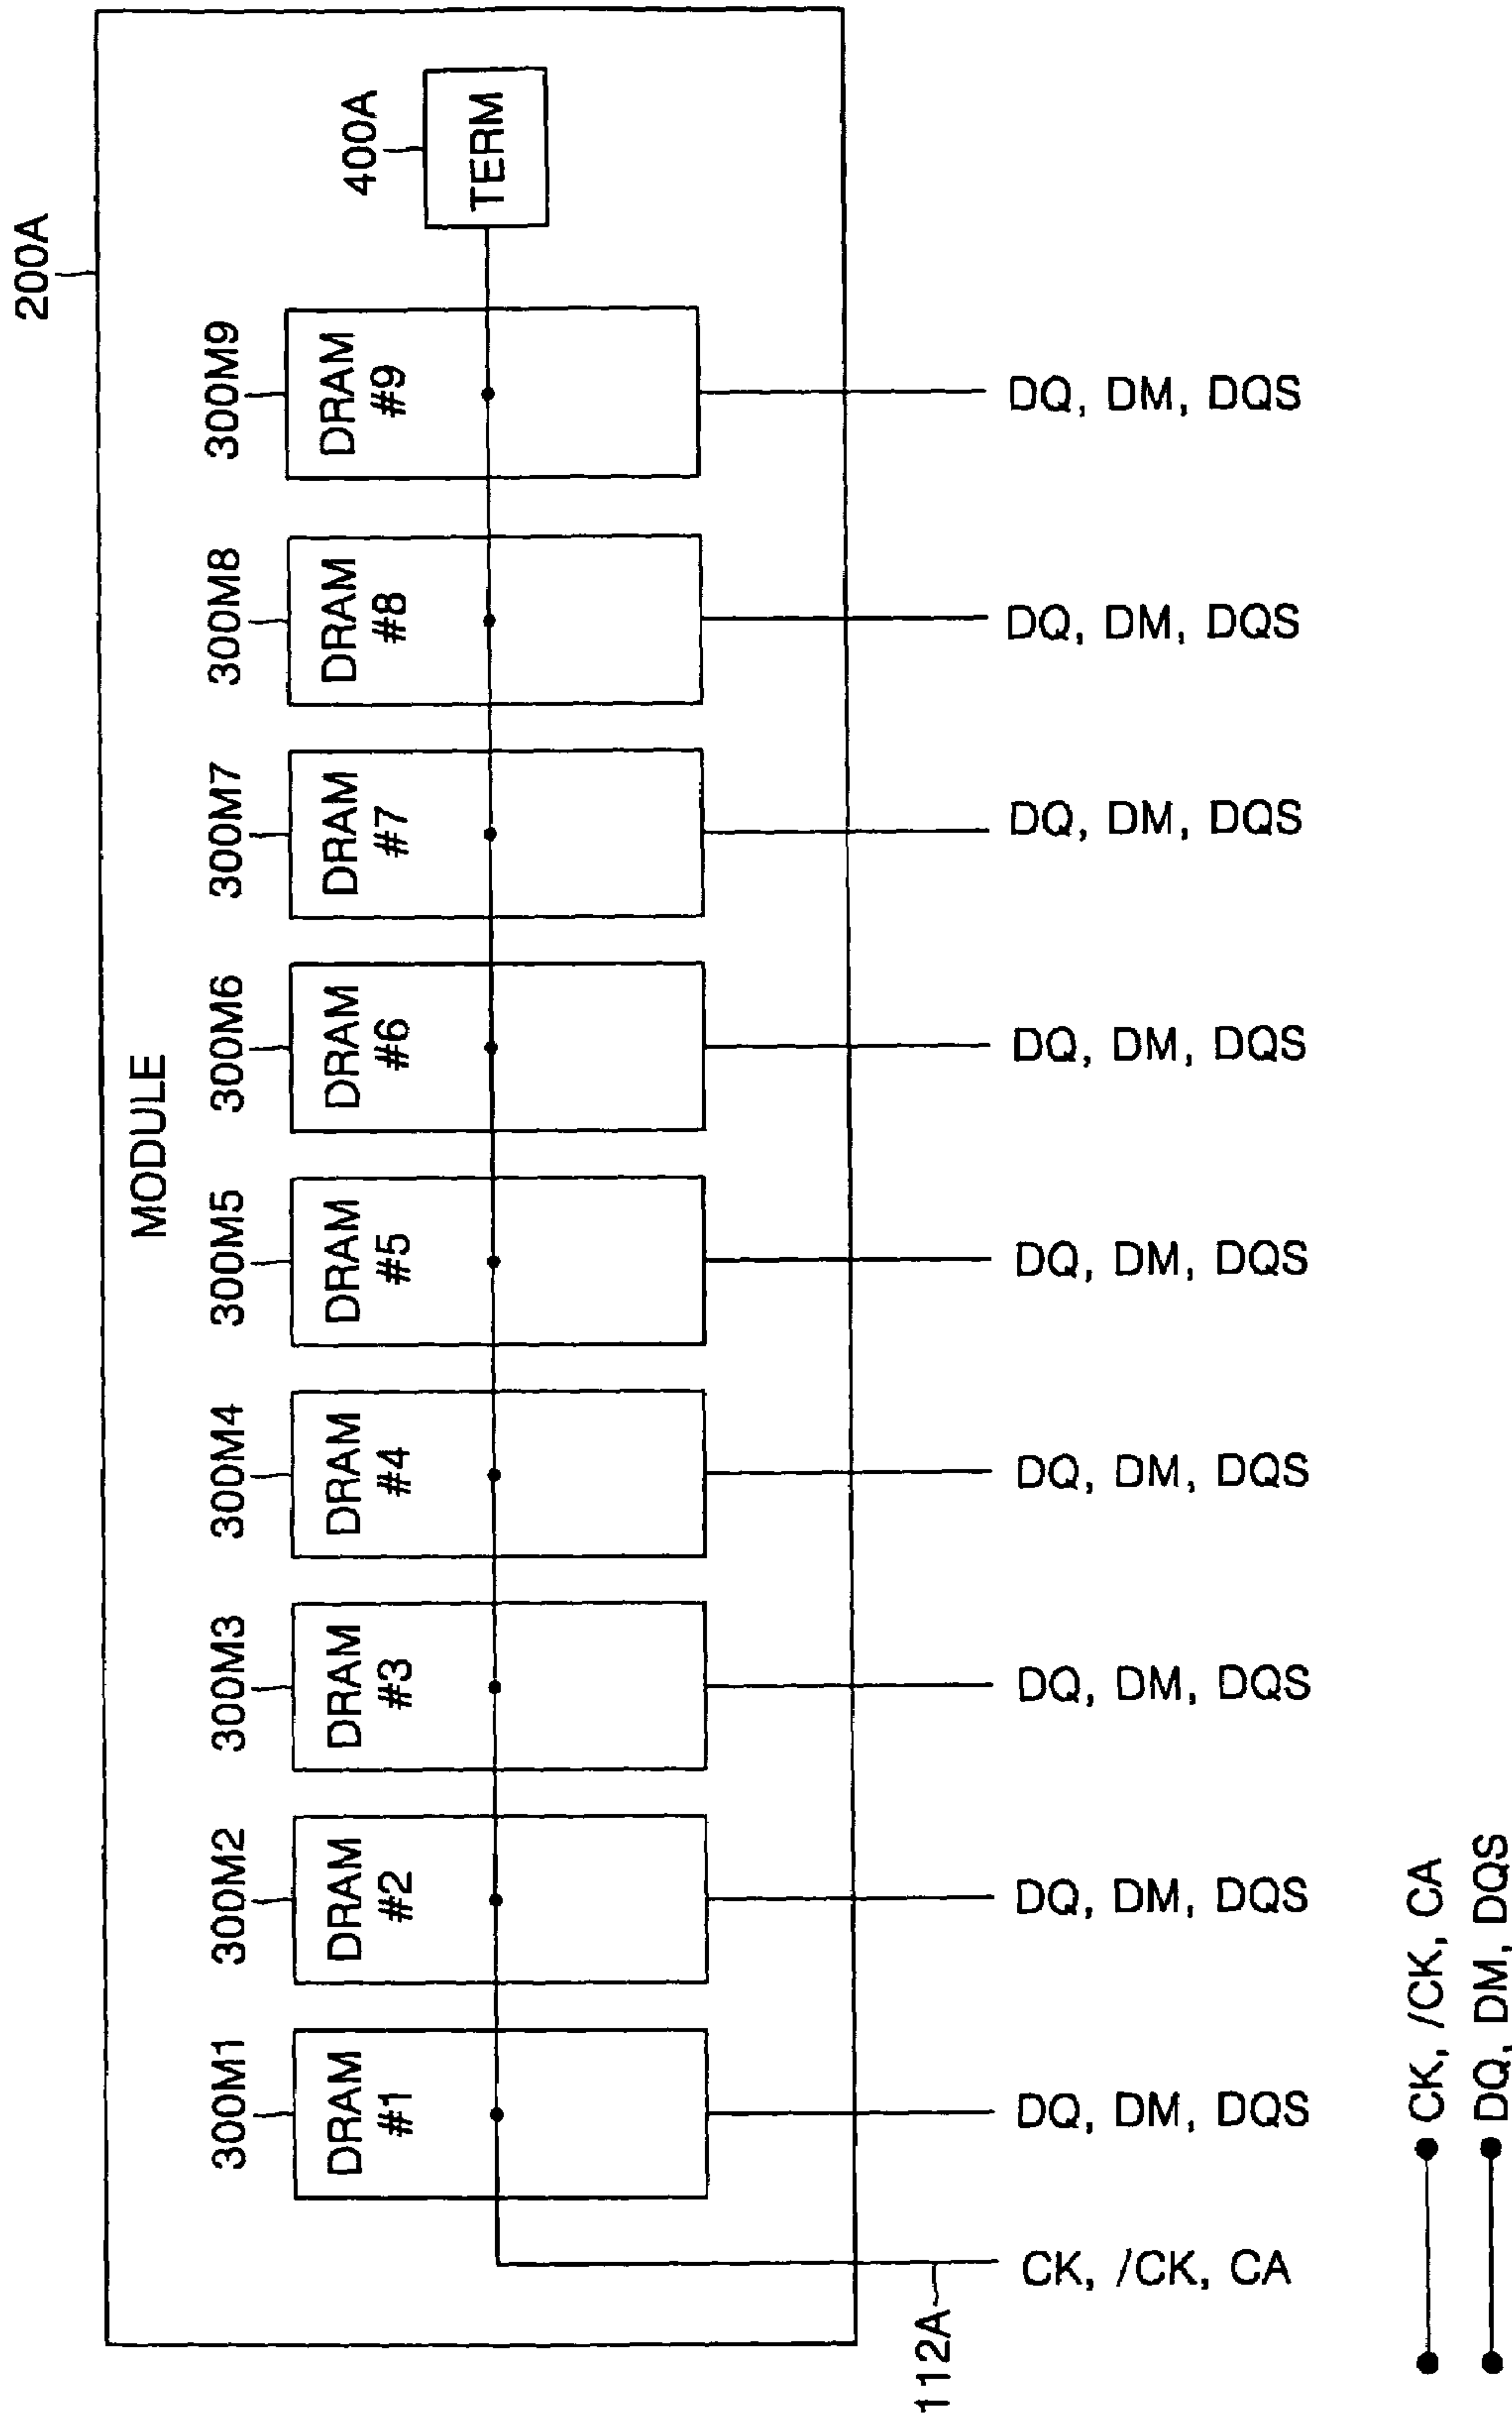 200A
MODULE
300M1
300M2
300M3
300M4
300M5
300M6
300M7
300M8
300M9
400A
DRAM
#1
DRAM
#2
DRAM
#3
DRAM
#4
DRAM
#5
DRAM
#6
DRAM
#7
DRAM
#8
DRAM
#9
TERM
112A
CK, /CK, CA
DQ, DM, DQS
DQ, DM, DQS
DQ, DM, DQS
DQ, DM, DQS
DQ, DM, DQS
DQ, DM, DQS
DQ, DM, DQS
DQ, DM, DQS
DQ, DM, DQS
CK, /CK, CA
DQ, DM, DQS